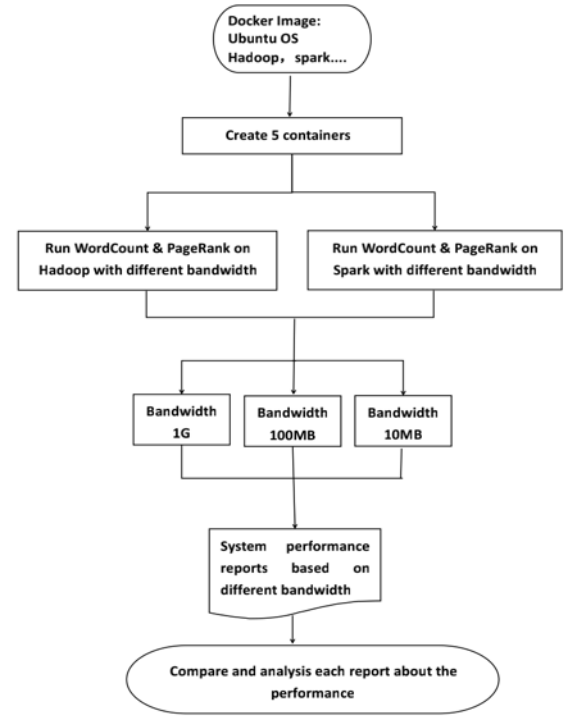 Docker Image:
Ubuntu OS
Hadoop, spark....
Create 5 containers
Run WordCount & PageRank on
Hadoop with different bandwidth
Run WordCount & PageRank on
Spark with different bandwidth
Bandwidth
1G
Bandwidth
100MB
Bandwidth
10MB
System performance
reports based on
different bandwidth
Compare and analysis each report about the
performance